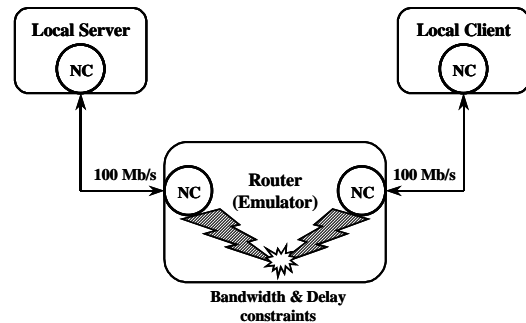 Local Server
NC
Local Client
NC
100 Mb/s
100 Mb/s
NC
Router
(Emulator)
NC
Bandwidth & Delay
constraints